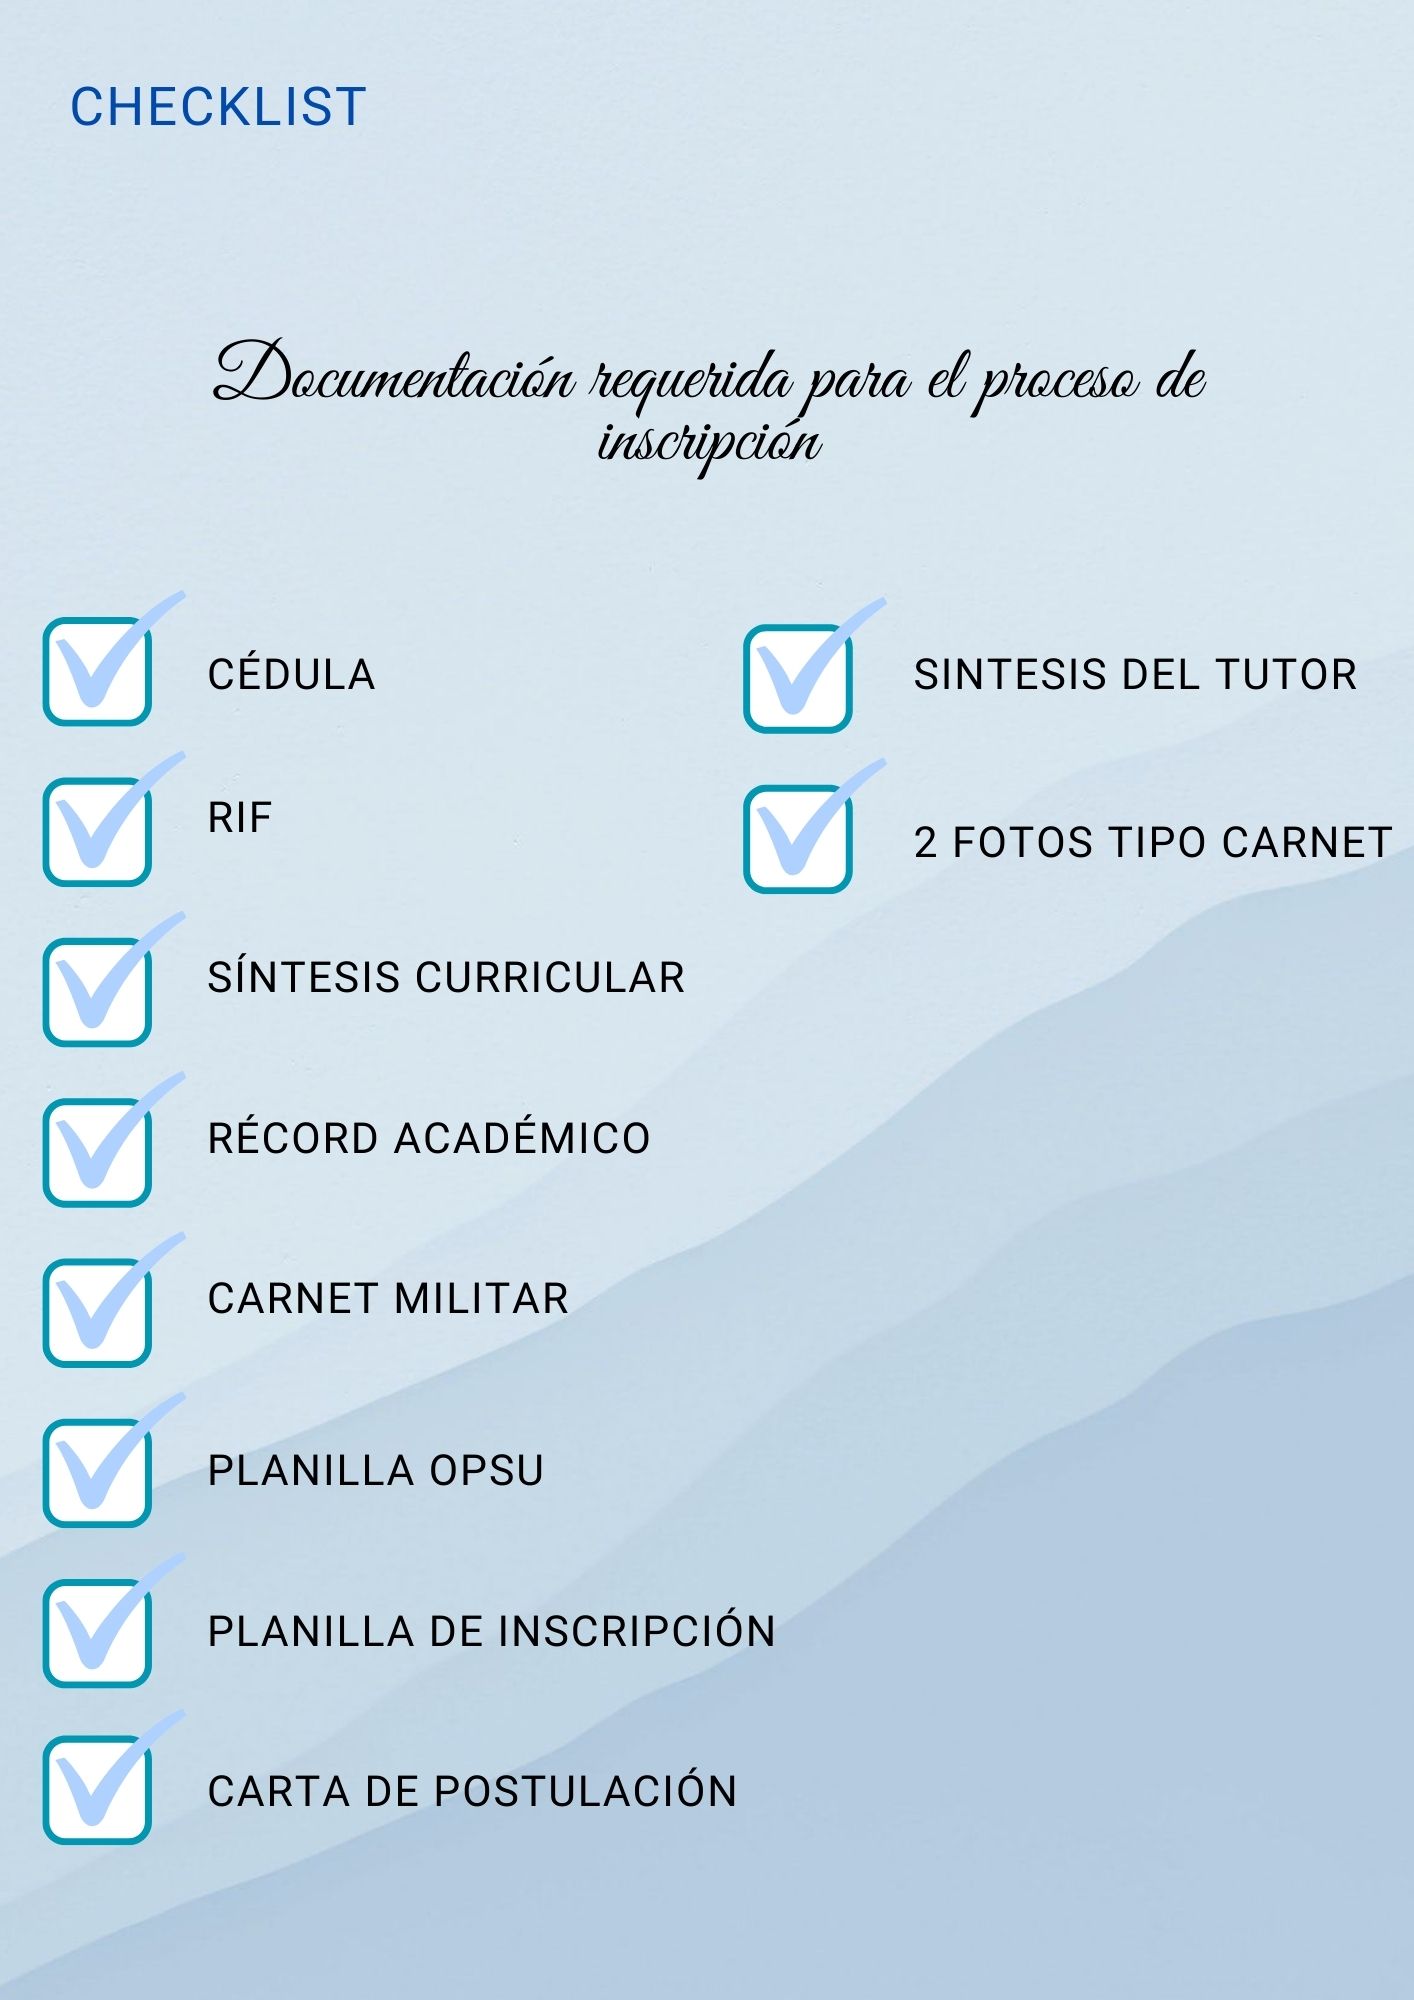 CHECKLIST
Documentación requerida para el proceso de
inscripción
CÉDULA
RIF
SÍNTESIS CURRICULAR
RÉCORD ACADÉMICO
CARNET MILITAR
PLANILLA OPSU
PLANILLA DE INSCRIPCIÓN
CARTA DE POSTULACIÓN
SINTESIS DEL TUTOR
2 FOTOS TIPO CARNET